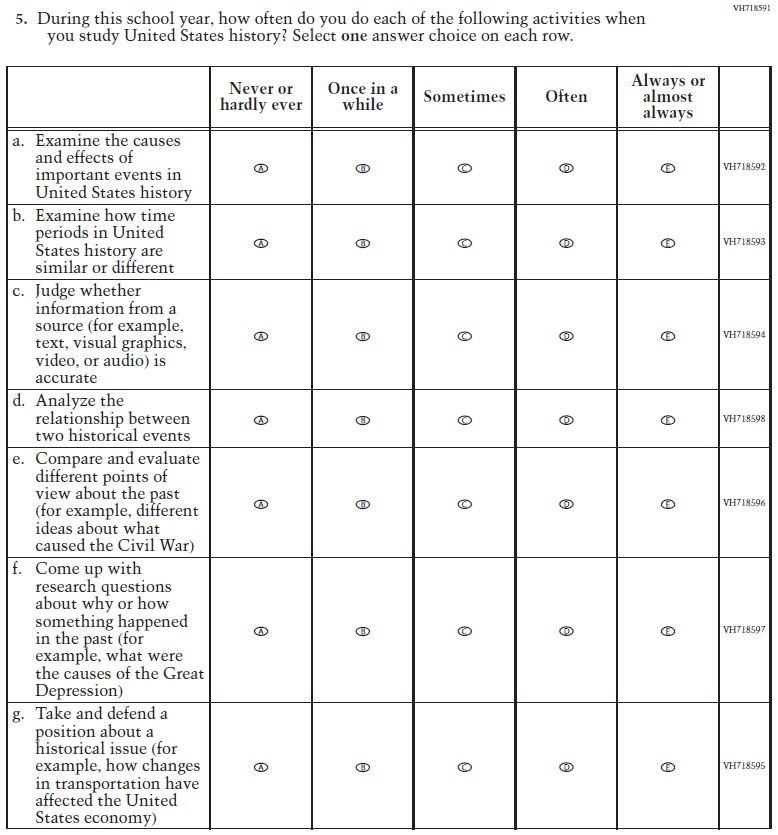 VH718591
5. During this school year, how often do you do each of the following activities when
you study United States history? Select one answer choice on each row.
Never or
hardly ever
Once in a
while
Sometimes
Often
Always or
almost
always
a. Examine the causes
and effects of
important events in
United States history
A B C D E VH718592
b. Examine how time
periods in United
States history are
similar or different
A B C D E VH718593
c. Judge whether
information from a
source (for example,
text, visual graphics,
video, or audio) is
accurate
A B C D E VH718594
d. Analyze the
relationship between
two historical events
A B C D E VH718598
e. Compare and evaluate
different points of
view about the past
(for example, different
ideas about what
caused the Civil War)
A B C D E VH718596
f. Come up with
research questions
about why or how
something happened
in the past (for
example, what were
the causes of the Great
Depression)
A B C D E VH718597
g. Take and defend a
position about a
historical issue (for
example, how changes
in transportation have
affected the United
States economy)
A B C D E VH718595